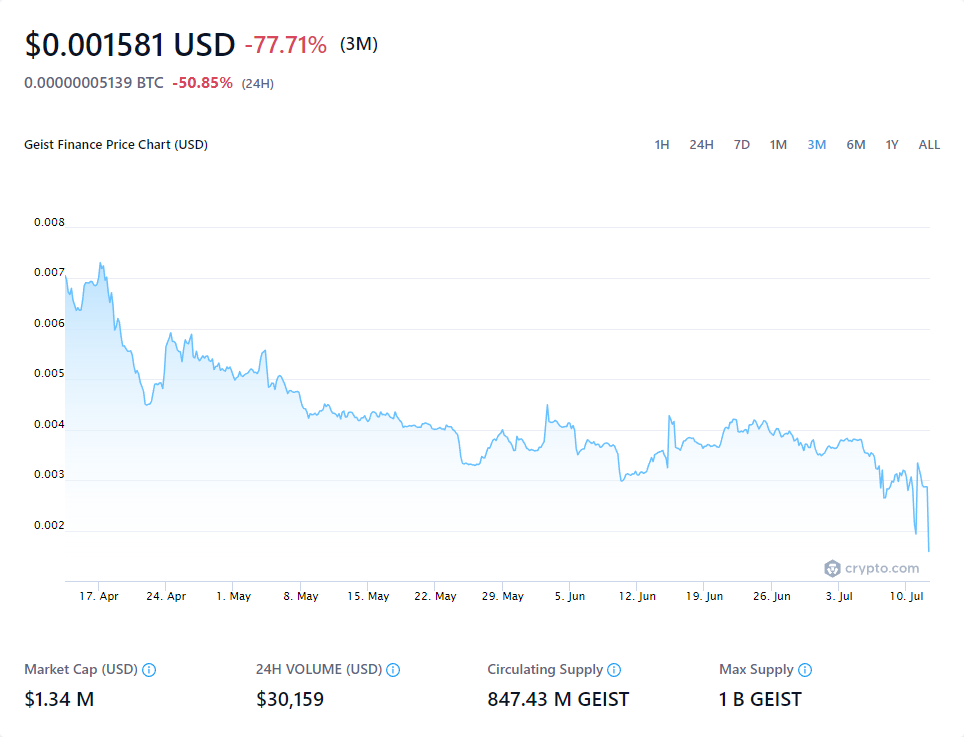 $0.001581 USD -77.71% (3M)
0.00000005139 BTC -50.85% (24H)
Geist Finance Price Chart (USD) 1H 24H 7D 1M 3M 6M 1Y ALL
0.008
0.007
0.006
0.005
0.004
0.003
0.002
crypto.com
17. Apr 24. Apr 1. May 8. May 15. May 22. May 29. May 5. Jun 12. Jun 19. Jun 26. Jun 3. Jul 10. Jul
Market Cap (USD) 24H VOLUME (USD) Circulating Supply Max Supply
$1.34 M $30,159 847.43 M GEIST 1 B GEIST